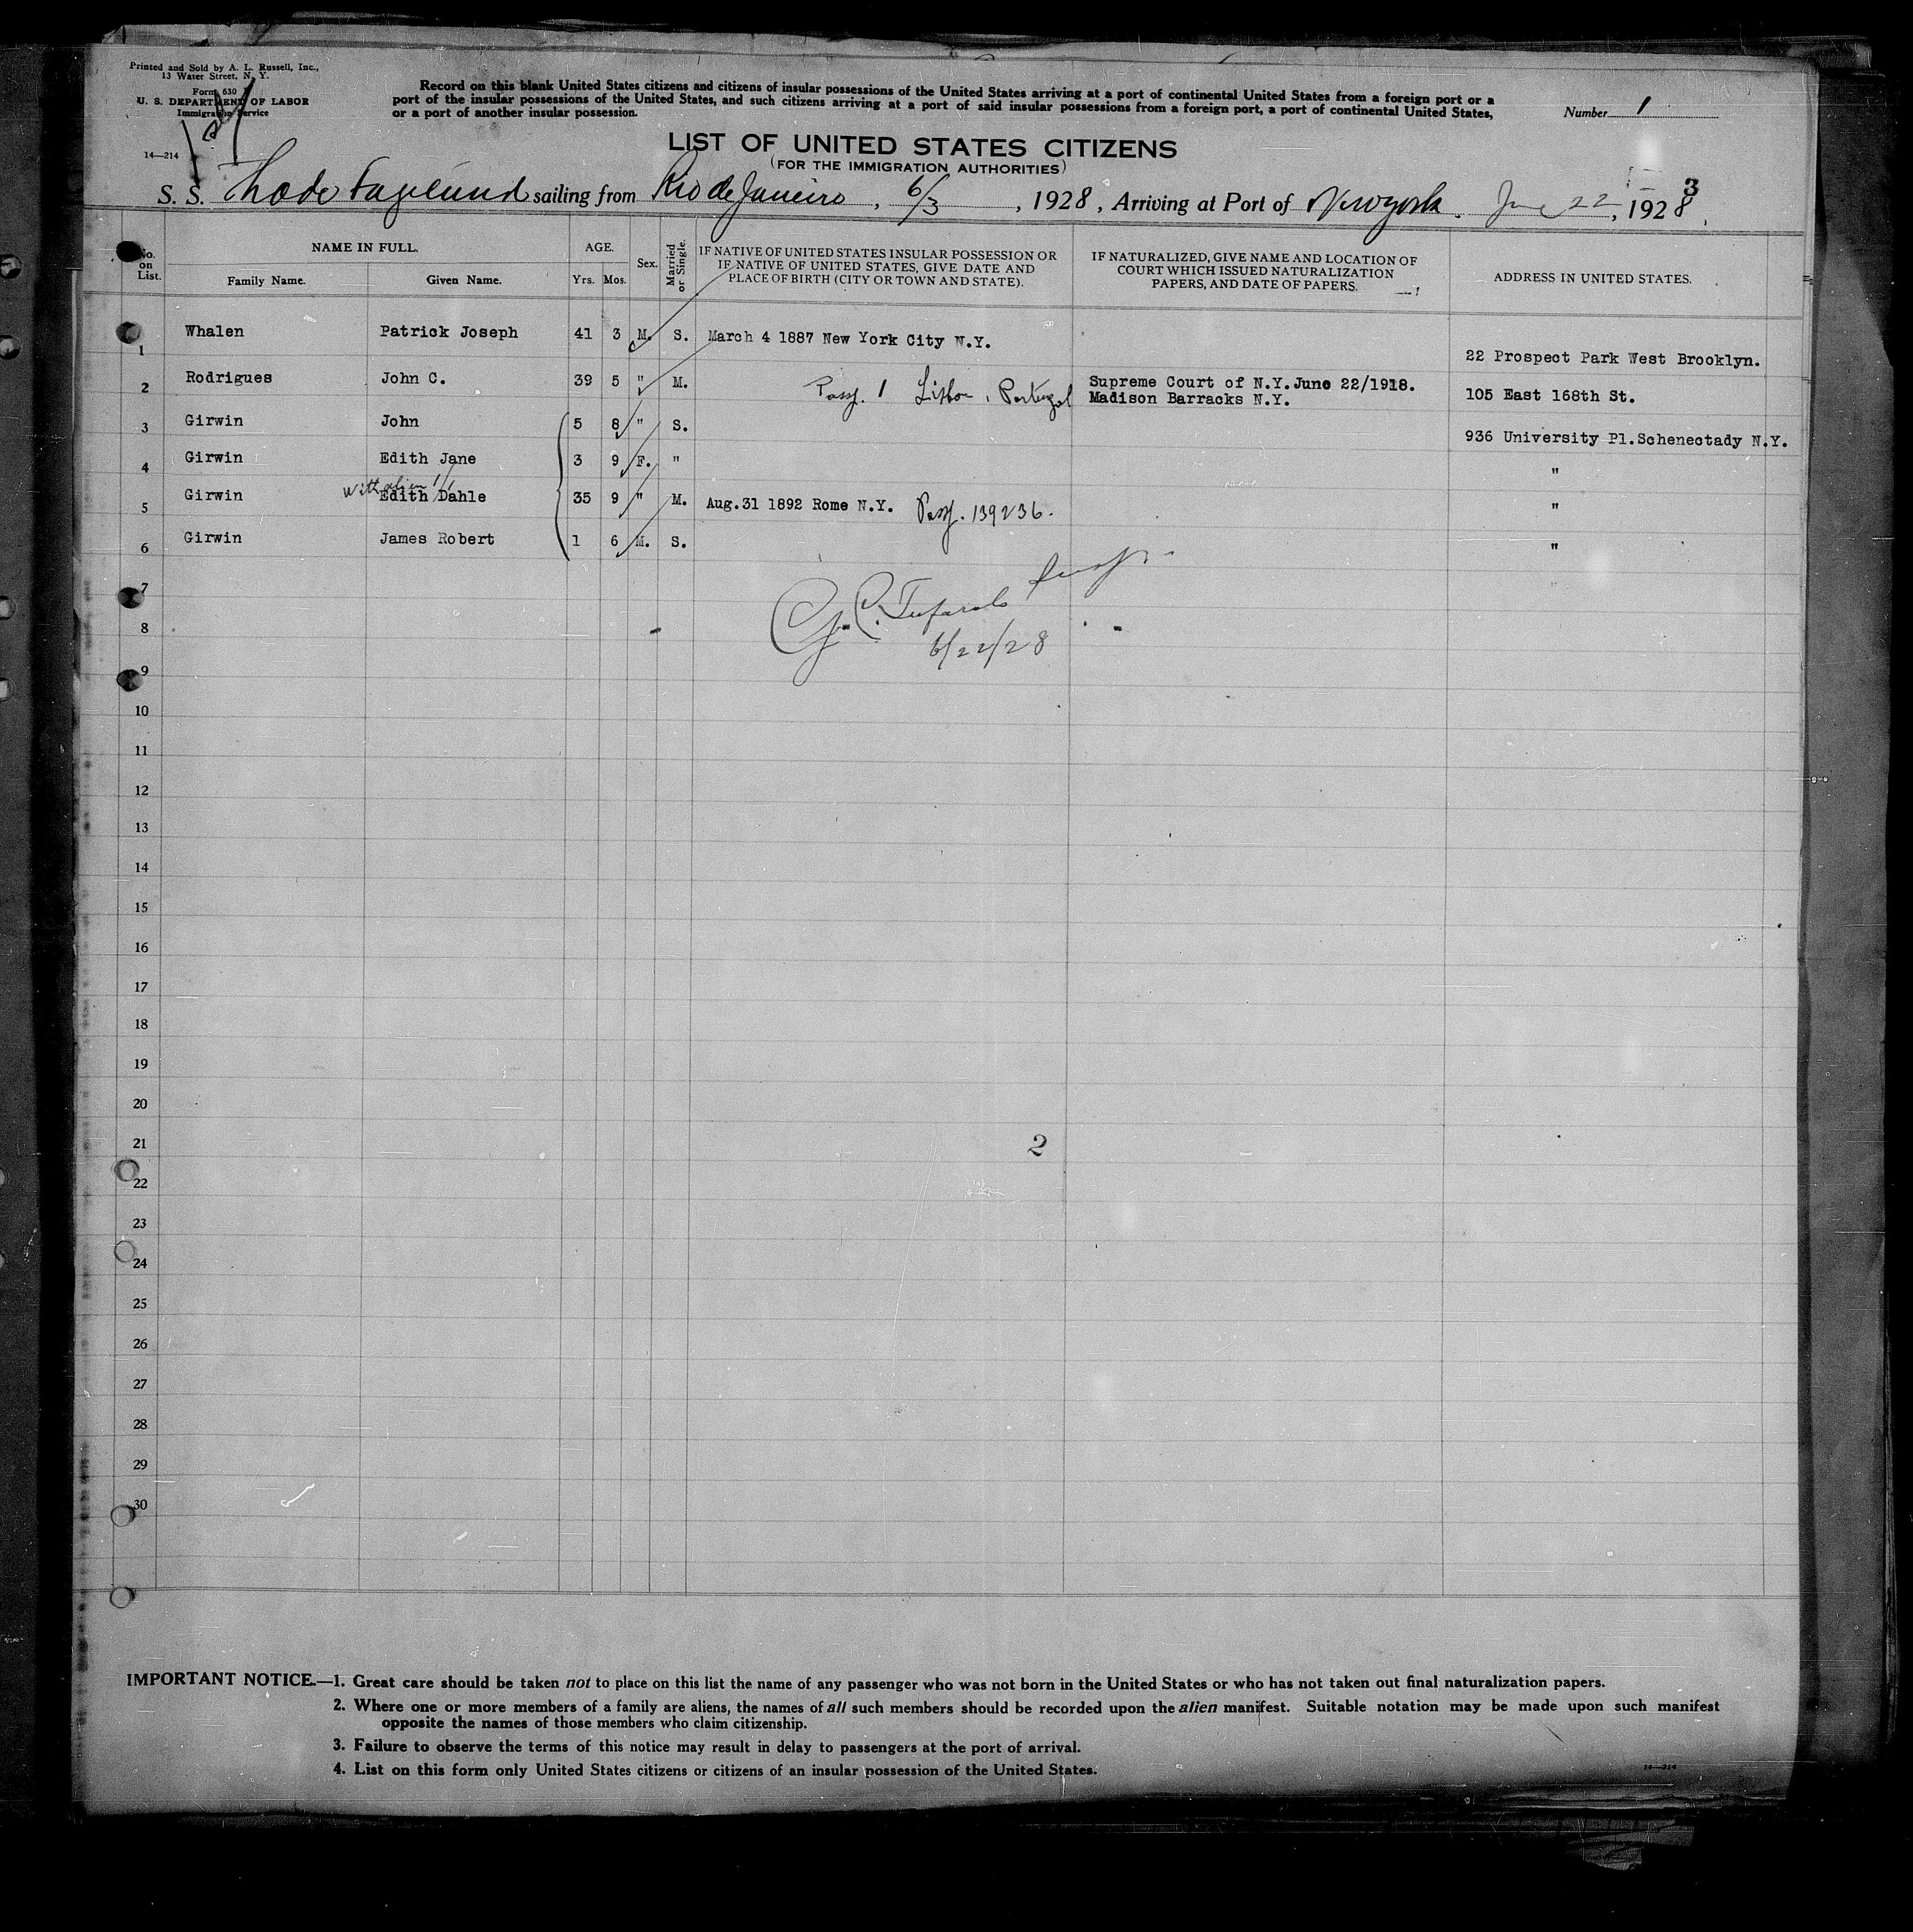 Printed and Sold by A. L. Russell, Inc.,
13 Water Street, N. Y.
Form 630
U. S. DEPARTMENT OF LABOR
Immigration Service
14—214
Record on this blank United States citizens and citizens of insular possessions of the United States arriving at a port of continental United States from a foreign port or a
port of the insular possessions of the United States, and such citizens arriving at a port of said insular possessions from a foreign port, a port of continental United States,
or a port of another insular possession.
Number 1
LIST OF UNITED STATES CITIZENS
(FOR THE IMMIGRATION AUTHORITIES)
3
S. S. Thode Fagelund sailing from Rio de Janeiro, 6/3, 1928, Arriving at Port of New York. June 22, 1928.
No. on List.
NAME IN FULL.
Family Name.
Given Name.
AGE.
Yrs. Mos.
Sex.
Married or Single.
IF NATIVE OF UNITED STATES INSULAR POSSESSION OR
IF NATIVE OF UNITED STATES, GIVE DATE AND
PLACE OF BIRTH (CITY OR TOWN AND STATE).
IF NATURALIZED, GIVE NAME AND LOCATION OF
COURT WHICH ISSUED NATURALIZATION
PAPERS, AND DATE OF PAPERS.
ADDRESS IN UNITED STATES.
1 Whalen Patrick Joseph 41 3 M. S. March 4 1887 New York City N.Y. 22 Prospect Park West Brooklyn.
2 Rodrigues John C. 39 5 " M. Pass. 1 Lisbon, Portugal Supreme Court of N.Y. June 22/1918. 105 East 168th St.
Madison Barracks N.Y.
3 Girwin John 5 8 " S. 936 University Pl. Schenectady N.Y.
4 Girwin Edith Jane 3 9 F. " "
with alien 1/1
5 Girwin Edith Dahle 35 9 " M. Aug. 31 1892 Rome N.Y. Pass. 139236. "
6 Girwin James Robert 1 6 M. S. "
7
8
6/22/28
9
10
11
12
13
14
15
16
17
18
19
20
21
2
22
23
24
25
26
27
28
29
30
IMPORTANT NOTICE.—1. Great care should be taken not to place on this list the name of any passenger who was not born in the United States or who has not taken out final naturalization papers.
2. Where one or more members of a family are aliens, the names of all such members should be recorded upon the alien manifest. Suitable notation may be made upon such manifest
opposite the names of those members who claim citizenship.
3. Failure to observe the terms of this notice may result in delay to passengers at the port of arrival.
4. List on this form only United States citizens or citizens of an insular possession of the United States.
14—214